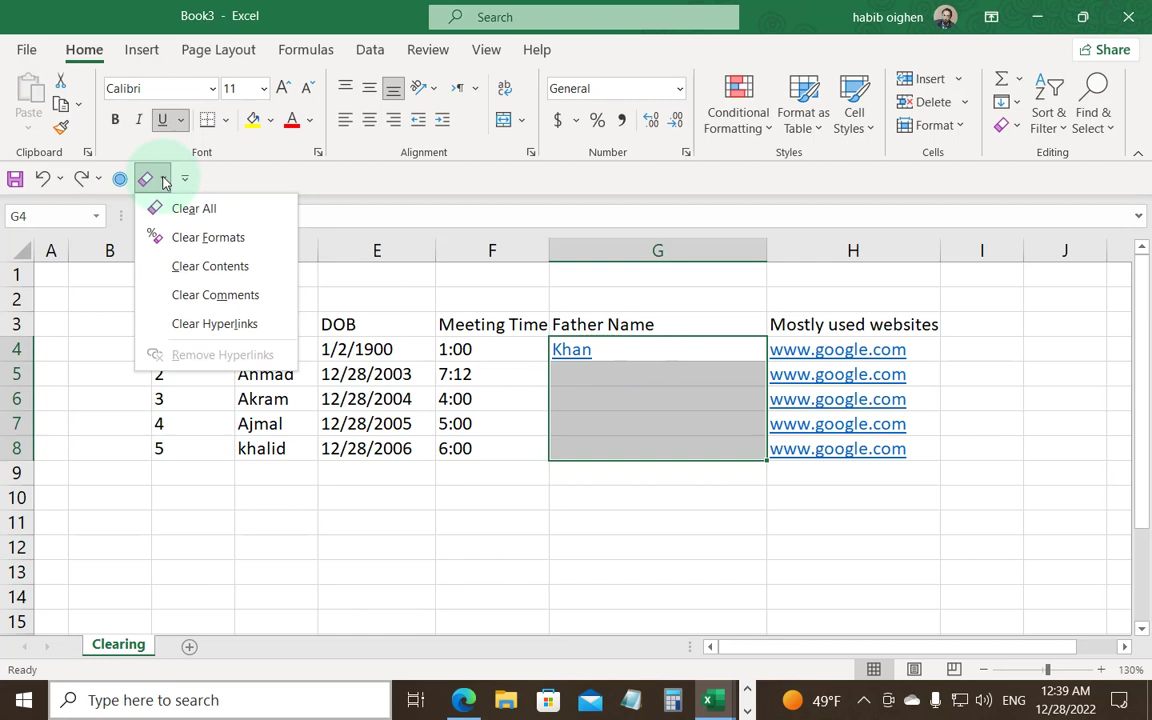 Book3 - Excel
Search
habib oighen
File Home Insert Page Layout Formulas Data Review View Help
Share
Paste
Calibri 11
B I U A
General
$ % ,
Conditional Formatting
Format as Table
Cell Styles
Insert
Delete
Format
Sort & Filter
Find & Select
Clipboard Font Alignment Number Styles Cells Editing
G4
Clear All
Clear Formats
Clear Contents
Clear Comments
Clear Hyperlinks
Remove Hyperlinks
A B E F G H I J
1
2
3 DOB Meeting Time Father Name Mostly used websites
4 1/2/1900 1:00 Khan www.google.com
5 2 Ahmad 12/28/2003 7:12 www.google.com
6 3 Akram 12/28/2004 4:00 www.google.com
7 4 Ajmal 12/28/2005 5:00 www.google.com
8 5 khalid 12/28/2006 6:00 www.google.com
9
10
11
12
13
14
15
Clearing
Ready
130%
Type here to search
49°F
ENG
12:39 AM
12/28/2022